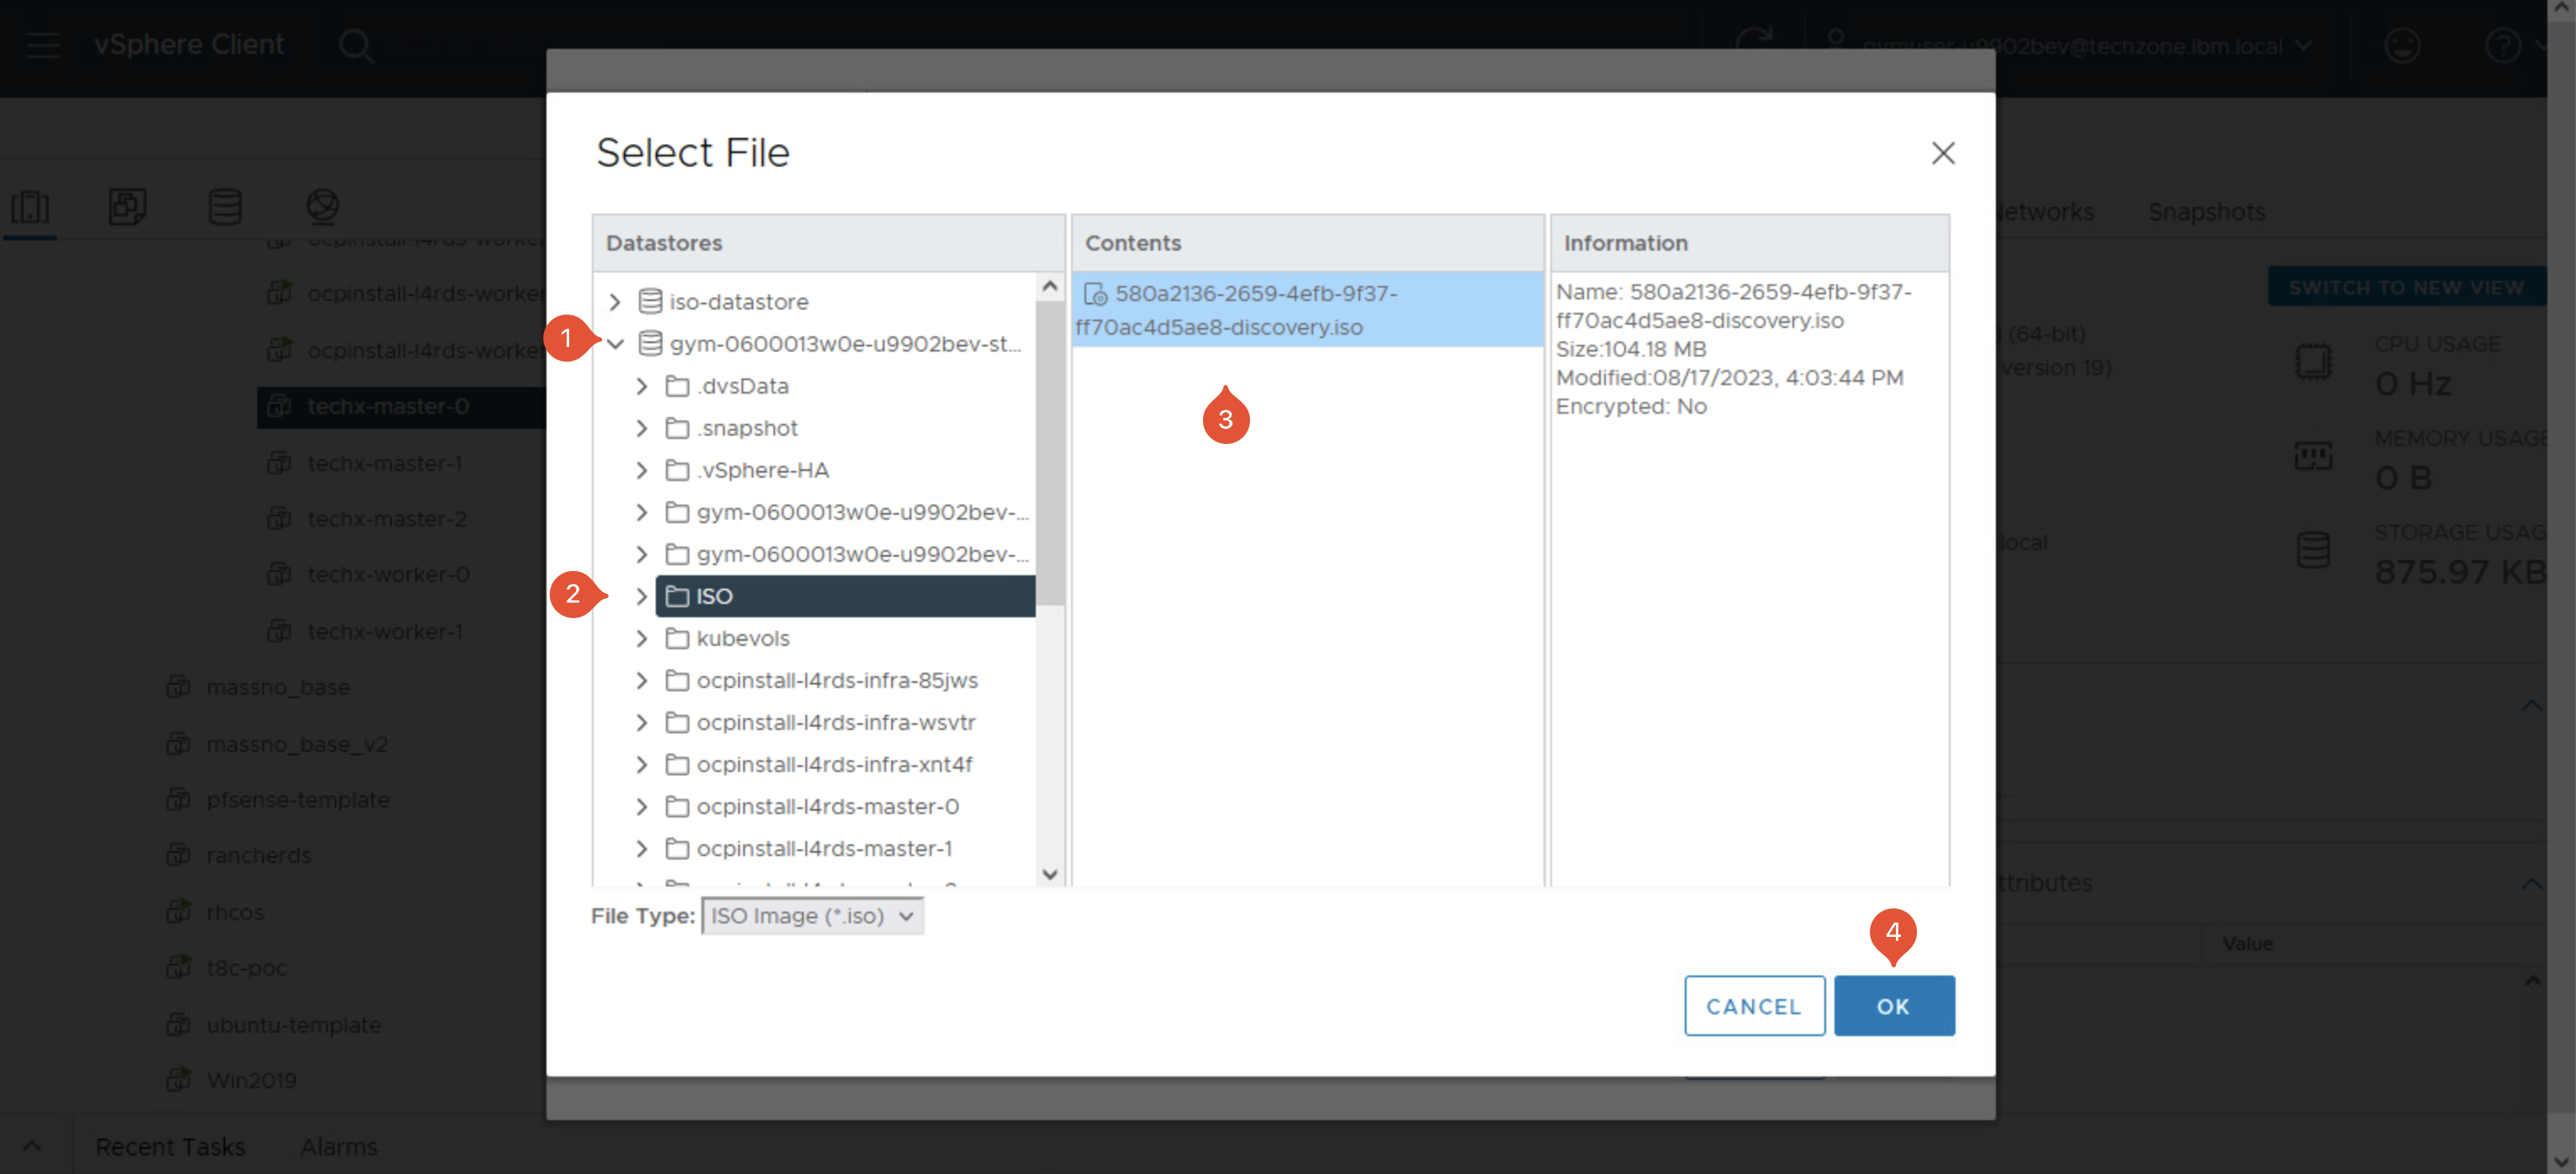 vSphere Client
gymuser-u9902bev@techzone.ibm.local
Select File
Networks
Snapshots
Datastores
Contents
Information
SWITCH TO NEW VIEW
ocpinstall-l4rds-worker
ocpinstall-l4rds-worker
ocpinstall-l4rds-worker
techx-master-0
techx-master-1
techx-master-2
techx-worker-0
techx-worker-1
massno_base
massno_base_v2
pfsense-template
rancherds
rhcos
t8c-poc
ubuntu-template
Win2019
iso-datastore
1
gym-0600013w0e-u9902bev-st...
.dvsData
.snapshot
.vSphere-HA
gym-0600013w0e-u9902bev-...
gym-0600013w0e-u9902bev-...
2
ISO
kubevols
ocpinstall-l4rds-infra-85jws
ocpinstall-l4rds-infra-wsvtr
ocpinstall-l4rds-infra-xnt4f
ocpinstall-l4rds-master-0
ocpinstall-l4rds-master-1
580a2136-2659-4efb-9f37-
ff70ac4d5ae8-discovery.iso
3
Name: 580a2136-2659-4efb-9f37-
ff70ac4d5ae8-discovery.iso
Size:104.18 MB
Modified:08/17/2023, 4:03:44 PM
Encrypted: No
(64-bit)
version 19)
local
CPU USAGE
0 Hz
MEMORY USAGE
0 B
STORAGE USAG
875.97 KB
File Type: ISO Image (*.iso)
ttributes
Value
4
CANCEL
OK
Recent Tasks
Alarms